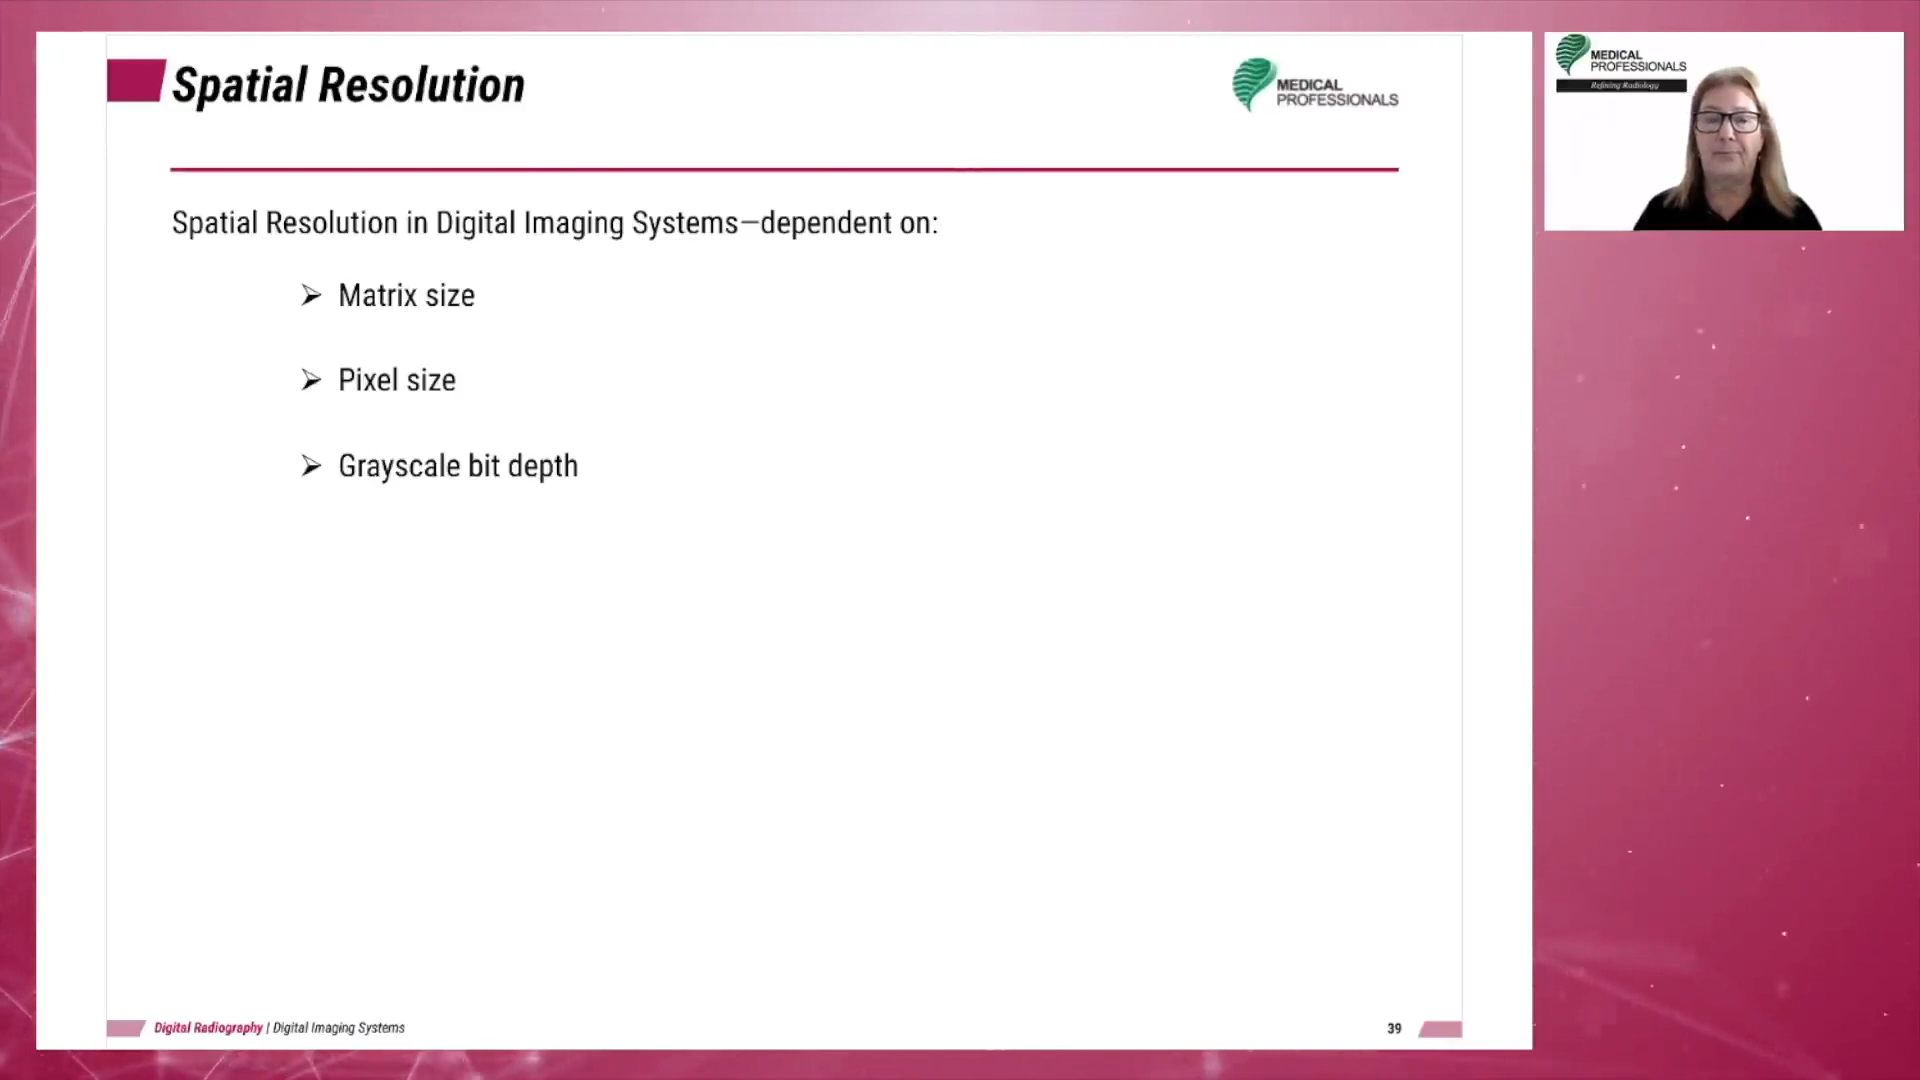 Spatial Resolution
MEDICAL
PROFESSIONALS
Spatial Resolution in Digital Imaging Systems—dependent on:
➢ Matrix size
➢ Pixel size
➢ Grayscale bit depth
Digital Radiography | Digital Imaging Systems
39
MEDICAL
PROFESSIONALS
Refining Radiology